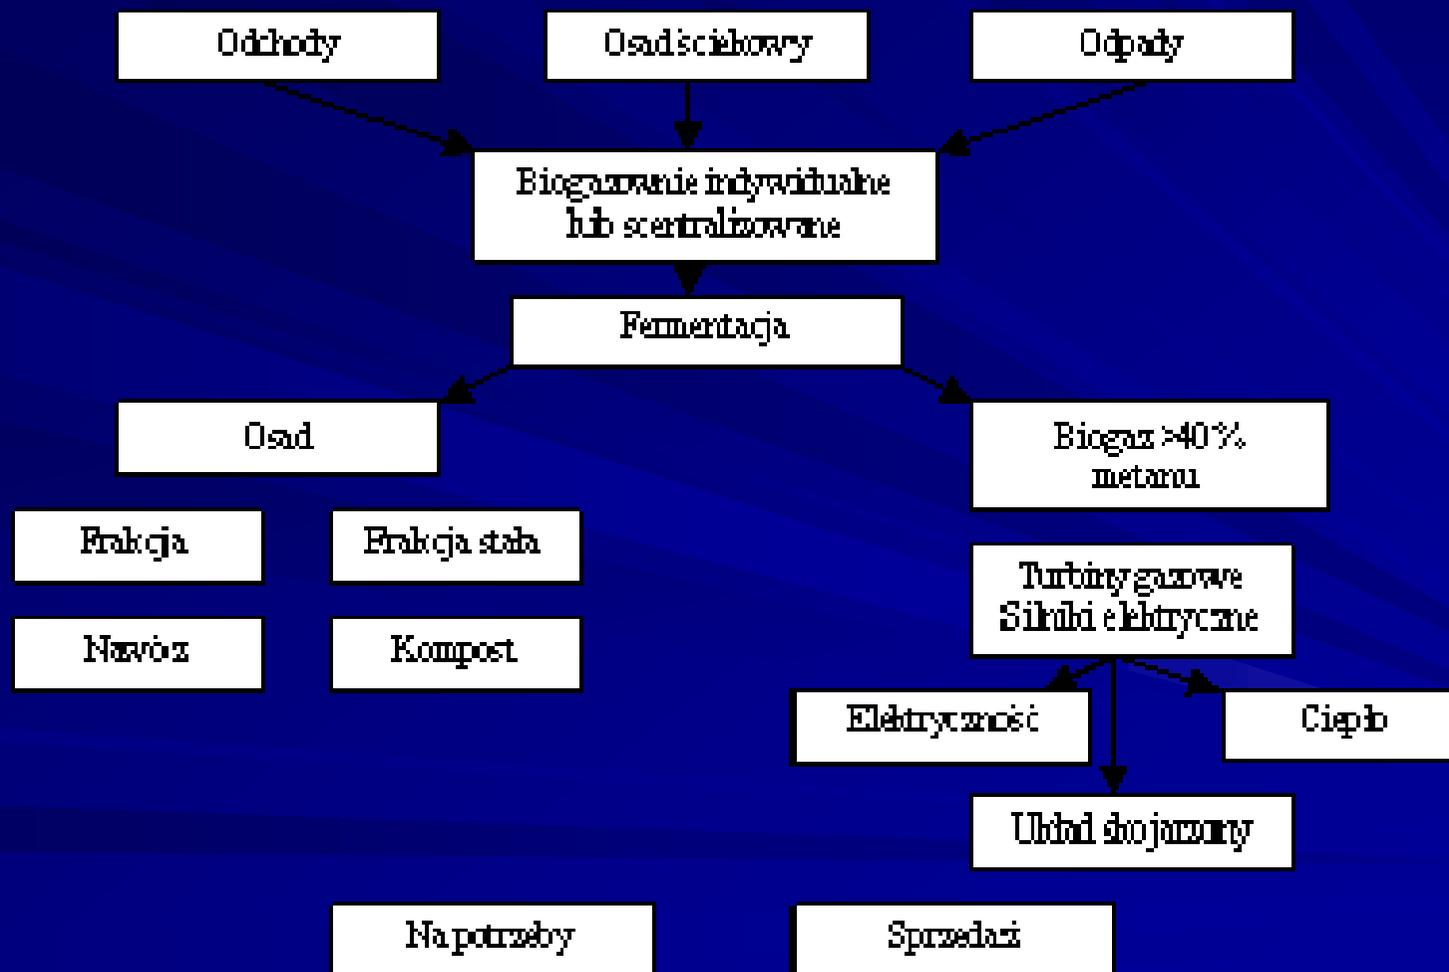 Odchody
Osad ściekowy
Odpady
Biogazownie indywidualne
lub scentralizowane
Fermentacja
Osad
Biogaz >40 %
metanu
Frakcja
Frakcja stała
Turbiny gazowe
Silniki elektryczne
Nawóz
Kompost
Elektryczność
Ciepło
Układ skojarzony
Na potrzeby
Sprzedaż